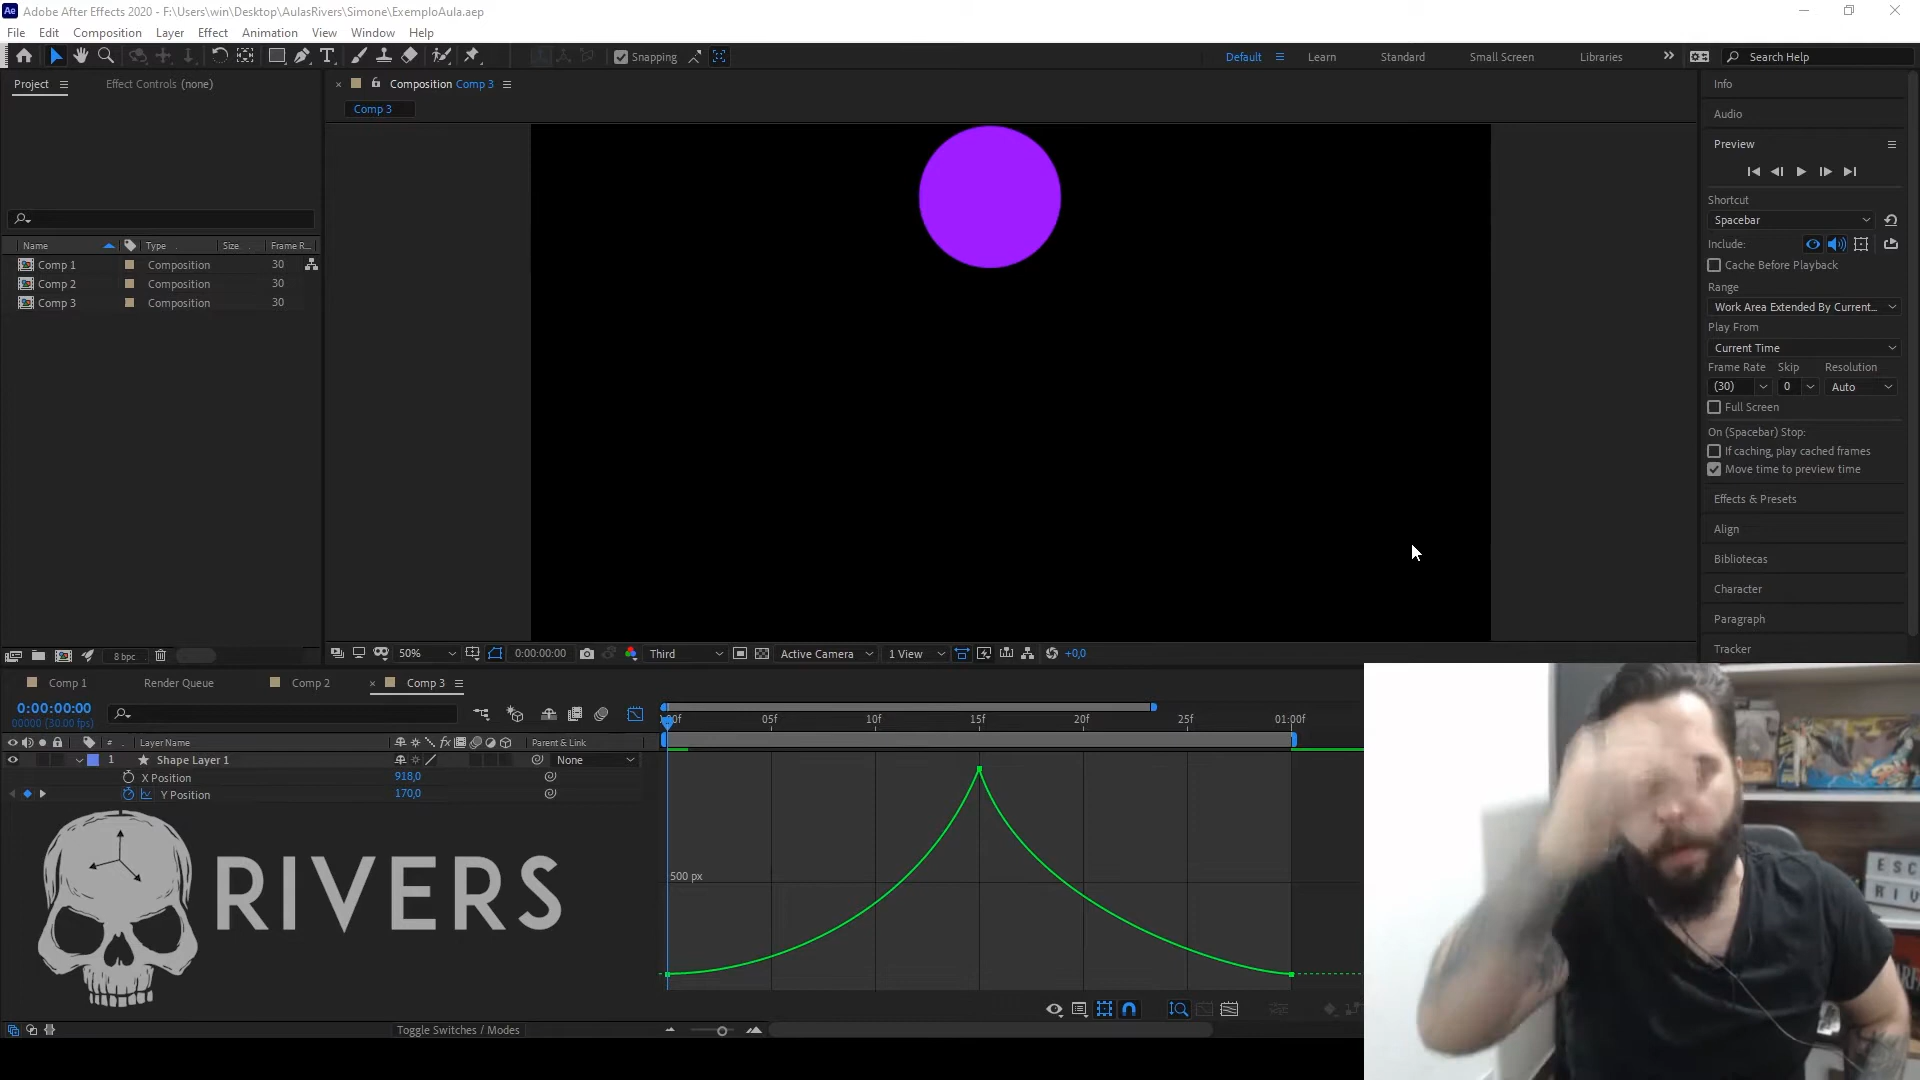 Adobe After Effects 2020 - F:\Users\win\Desktop\AulasRivers\Simone\ExemploAula.aep
File Edit Composition Layer Effect Animation View Window Help
Snapping
Default Learn Standard Small Screen Libraries Search Help
Project Effect Controls (none)
Composition Comp 3
Comp 3
Name Type Size Frame R...
Comp 1 Composition 30
Comp 2 Composition 30
Comp 3 Composition 30
8 bpc
50% 0:00:00:00 Third Active Camera 1 View +0,0
Info
Audio
Preview
Shortcut
Spacebar
Include:
Cache Before Playback
Range
Work Area Extended By Current...
Play From
Current Time
Frame Rate Skip Resolution
(30) 0 Auto
Full Screen
On (Spacebar) Stop:
If caching, play cached frames
Move time to preview time
Effects & Presets
Align
Bibliotecas
Character
Paragraph
Tracker
Comp 1 Render Queue Comp 2 Comp 3
0:00:00:00
00000 (30.00 fps)
05f 10f 15f 20f 25f 01:00f
# Layer Name fx Parent & Link
1 Shape Layer 1 None
X Position 918,0
Y Position 170,0
500 px
RIVERS
Toggle Switches / Modes
ESC
RIV